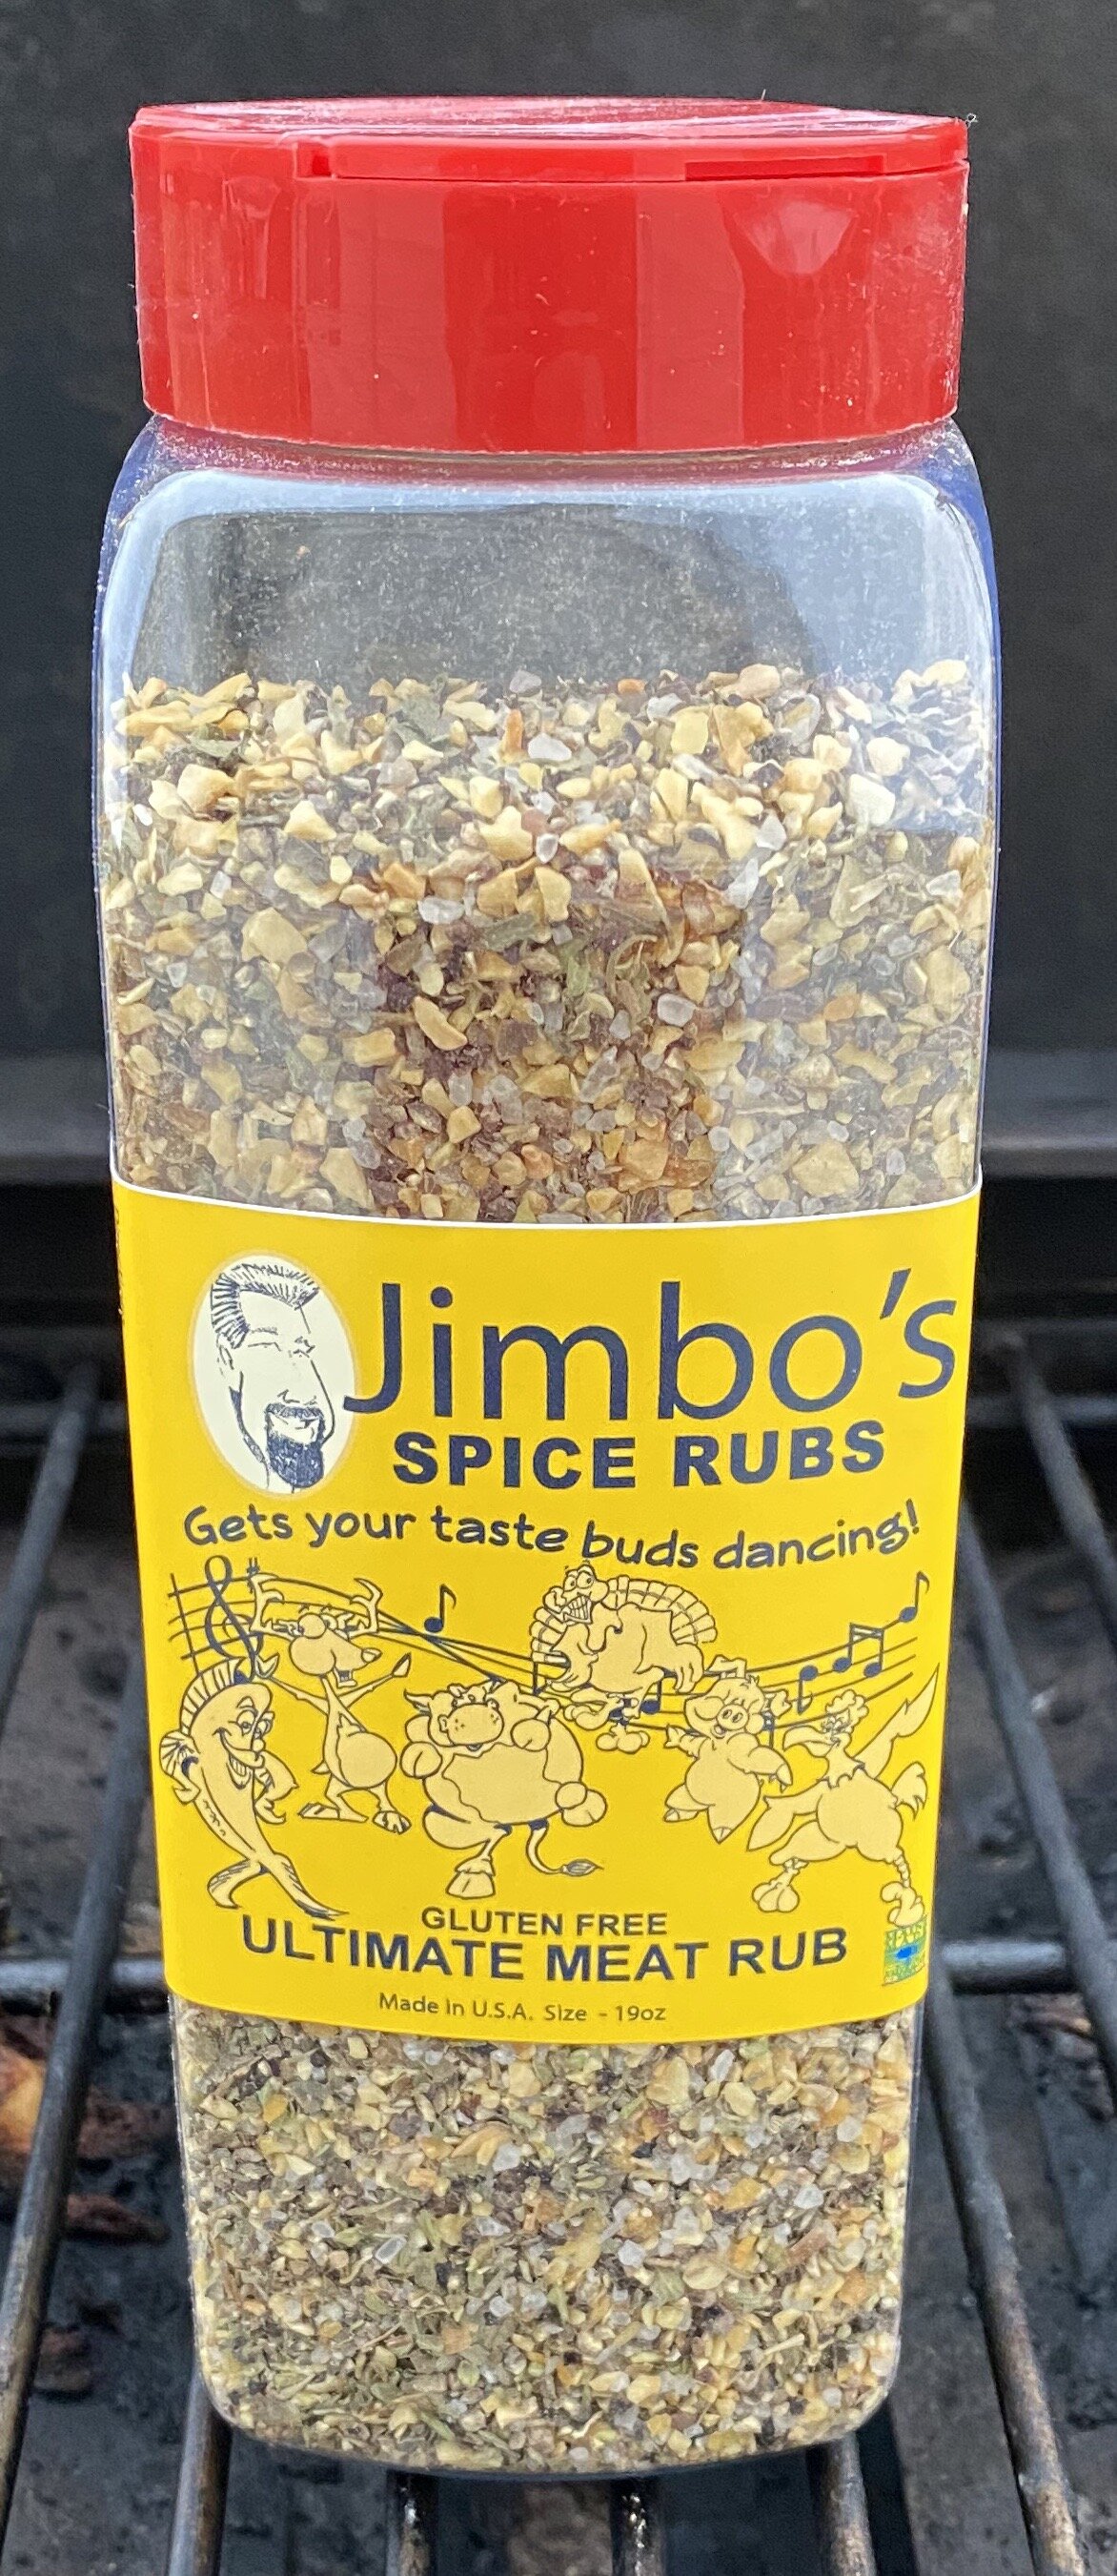 Jimbo's
SPICE RUBS
Gets your taste buds dancing!
GLUTEN FREE
ULTIMATE MEAT RUB
Made in U.S.A. Size - 19oz